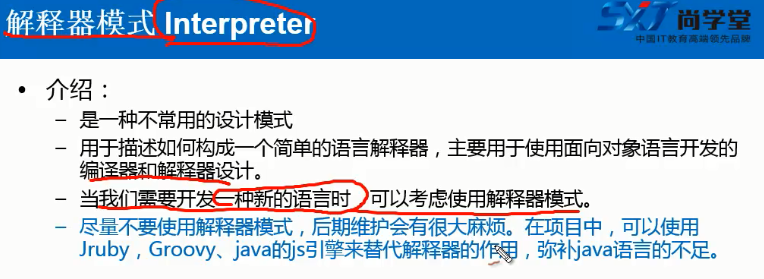 解释器模式 Interpreter
SXT 尚学堂
中国IT教育高端领先品牌
• 介绍：
– 是一种不常用的设计模式
– 用于描述如何构成一个简单的语言解释器，主要用于使用面向对象语言开发的
编译器和解释器设计。
– 当我们需要开发一种新的语言时，可以考虑使用解释器模式。
– 尽量不要使用解释器模式，后期维护会有很大麻烦。在项目中，可以使用
Jruby，Groovy、java的js引擎来替代解释器的作用，弥补java语言的不足。